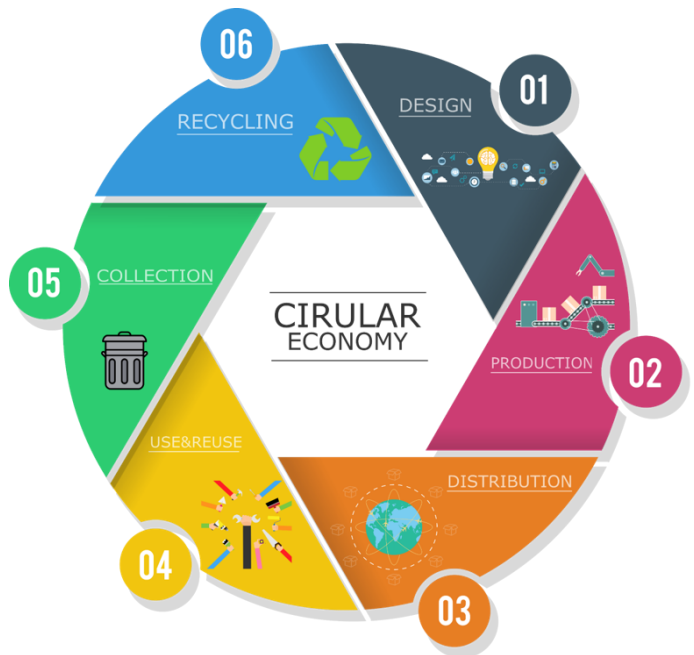 06
RECYCLING
DESIGN
01
05
COLLECTION
CIRULAR
ECONOMY
PRODUCTION
02
USE&REUSE
DISTRIBUTION
04
03